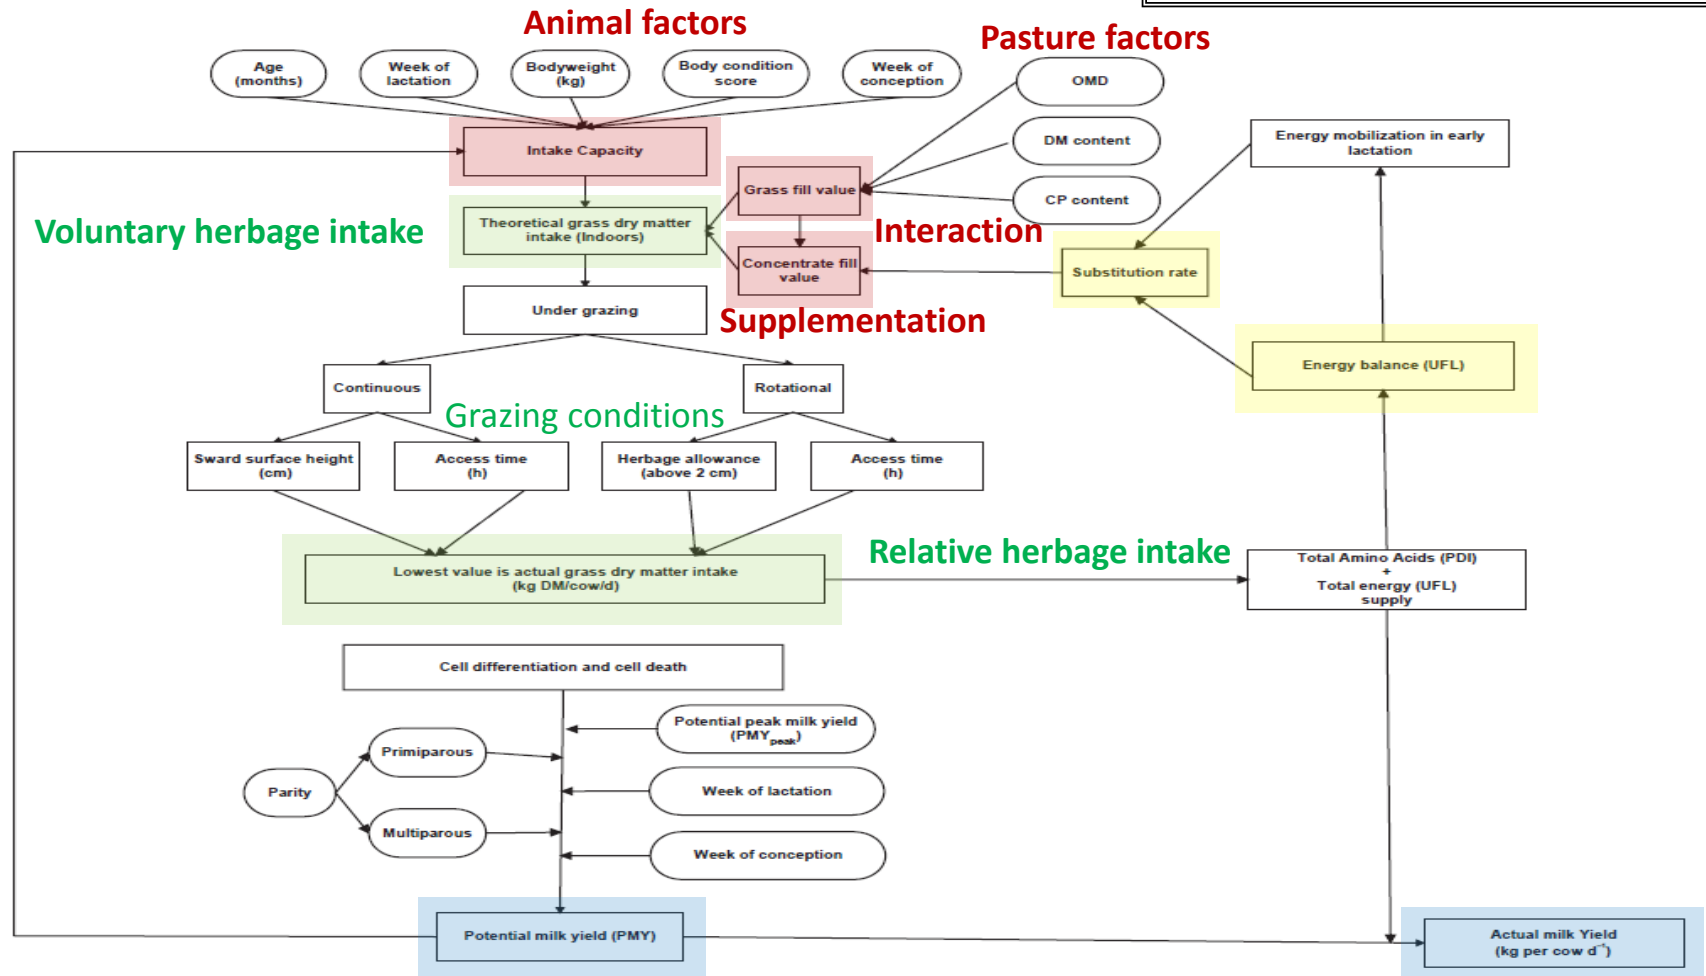 Animal factors
Pasture factors
Age
(months)
Week of
lactation
Bodyweight
(kg)
Body condition
score
Week of
conception
OMD
DM content
CP content
Energy mobilization in early
lactation
Intake Capacity
Grass fill value
Voluntary herbage intake
Theoretical grass dry matter
intake (Indoors)
Interaction
Concentrate fill
value
Substitution rate
Under grazing
Supplementation
Energy balance (UFL)
Continuous
Rotational
Grazing conditions
Sward surface height
(cm)
Access time
(h)
Herbage allowance
(above 2 cm)
Access time
(h)
Relative herbage intake
Lowest value is actual grass dry matter intake
(kg DM/cow/d)
Total Amino Acids (PDI)
+
Total energy (UFL)
supply
Cell differentiation and cell death
Potential peak milk yield
(PMYpeak)
Primiparous
Parity
Week of lactation
Multiparous
Week of conception
Potential milk yield (PMY)
Actual milk Yield
(kg per cow d⁻¹)